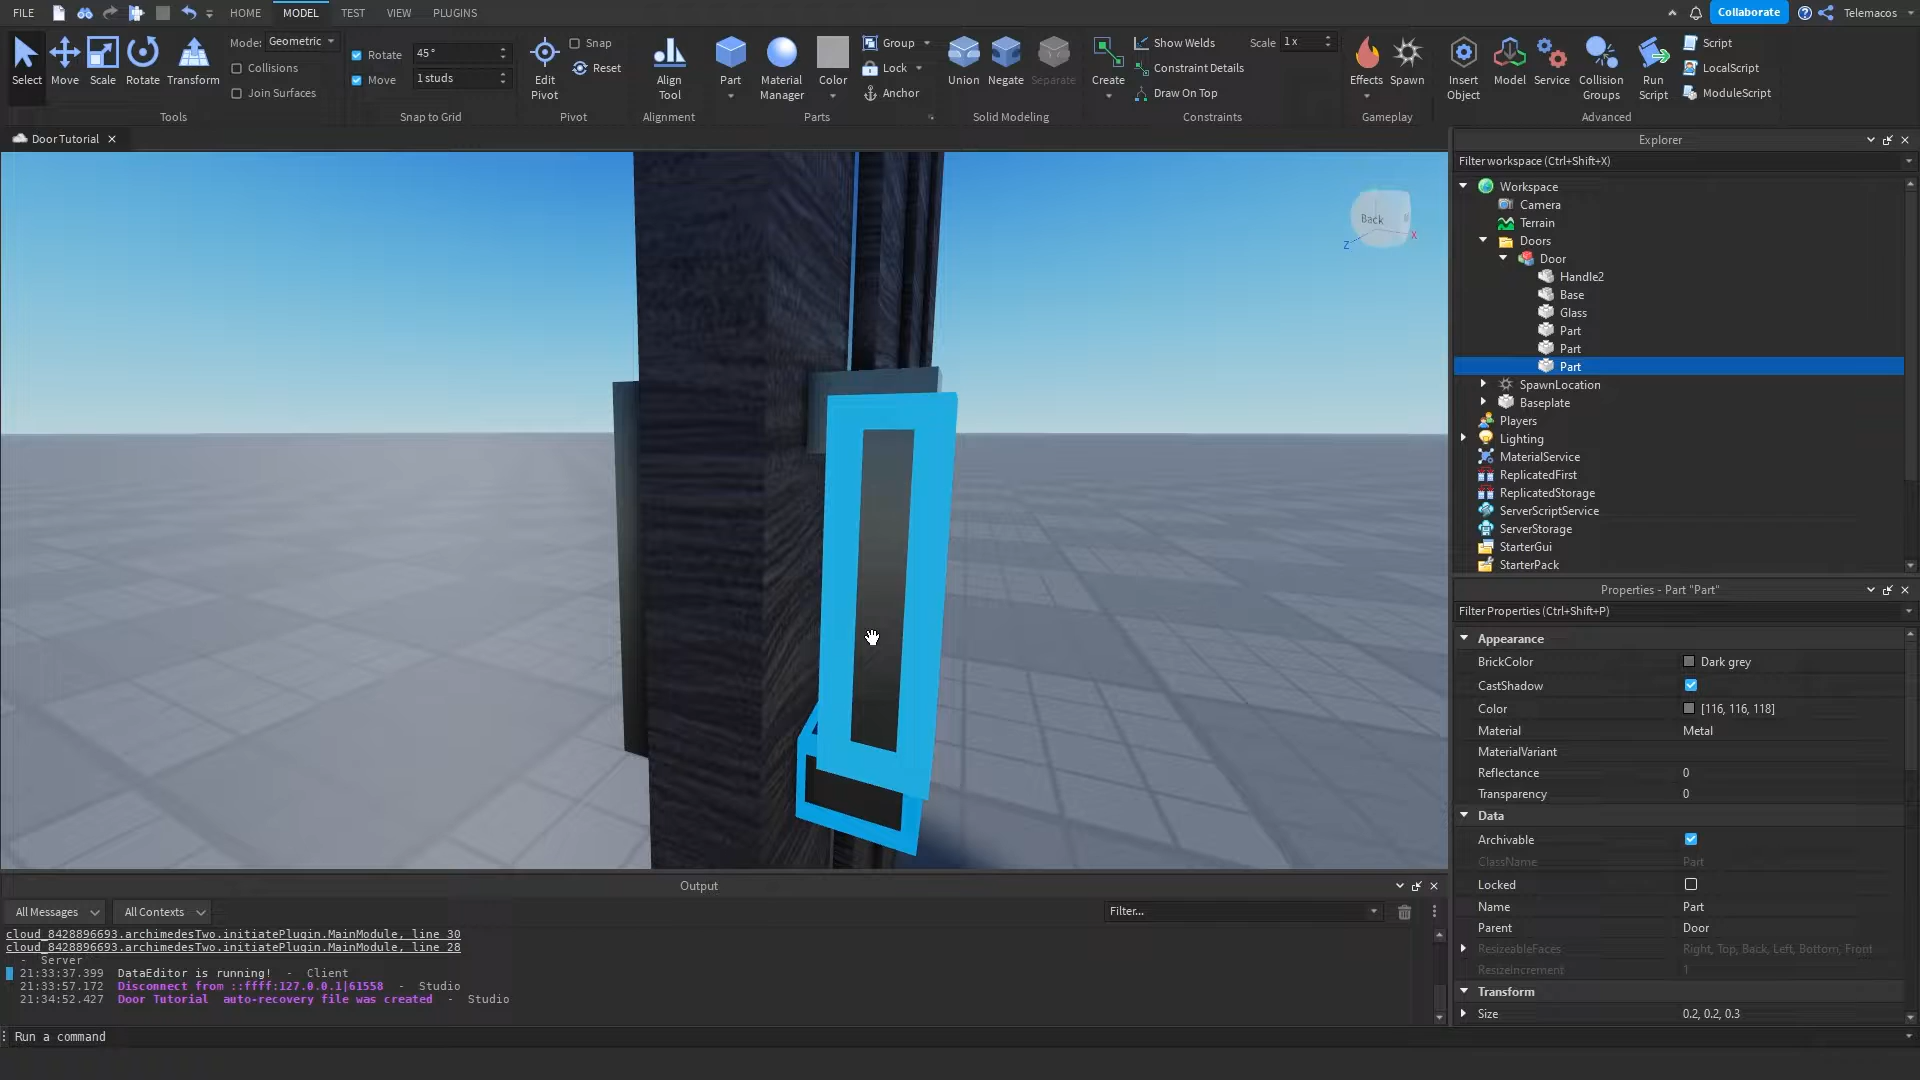 FILE HOME MODEL TEST VIEW PLUGINS Collaborate Telemacos
Select Move Scale Rotate Transform
Mode: Geometric
Collisions
Join Surfaces
Tools
Rotate 45°
Move 1 studs
Snap to Grid
Edit Pivot
Snap
Reset
Pivot
Align Tool
Alignment
Part Material Manager Color
Group
Lock
Anchor
Parts
Union Negate Separate
Solid Modeling
Create
Show Welds
Constraint Details
Draw On Top
Scale 1x
Constraints
Effects Spawn
Gameplay
Insert Object Model Service Collision Groups Run Script
Script
LocalScript
ModuleScript
Advanced
Door Tutorial
Back
Z X
Explorer
Filter workspace (Ctrl+Shift+X)
Workspace
Camera
Terrain
Doors
Door
Handle2
Base
Glass
Part
Part
Part
SpawnLocation
Baseplate
Players
Lighting
MaterialService
ReplicatedFirst
ReplicatedStorage
ServerScriptService
ServerStorage
StarterGui
StarterPack
Properties - Part "Part"
Filter Properties (Ctrl+Shift+P)
Appearance
BrickColor Dark grey
CastShadow
Color [116, 116, 118]
Material Metal
MaterialVariant
Reflectance 0
Transparency 0
Data
Archivable
ClassName Part
Locked
Name Part
Parent Door
ResizeableFaces Right, Top, Back, Left, Bottom, Front
ResizeIncrement 1
Transform
Size 0.2, 0.2, 0.3
Output
All Messages All Contexts Filter...
cloud_8428896693.archimedesTwo.initiatePlugin.MainModule, line 30
cloud_8428896693.archimedesTwo.initiatePlugin.MainModule, line 28
- Server
21:33:37.399 DataEditor is running! - Client
21:33:57.172 Disconnect from ::ffff:127.0.0.1|61558 - Studio
21:34:52.427 Door Tutorial auto-recovery file was created - Studio
Run a command